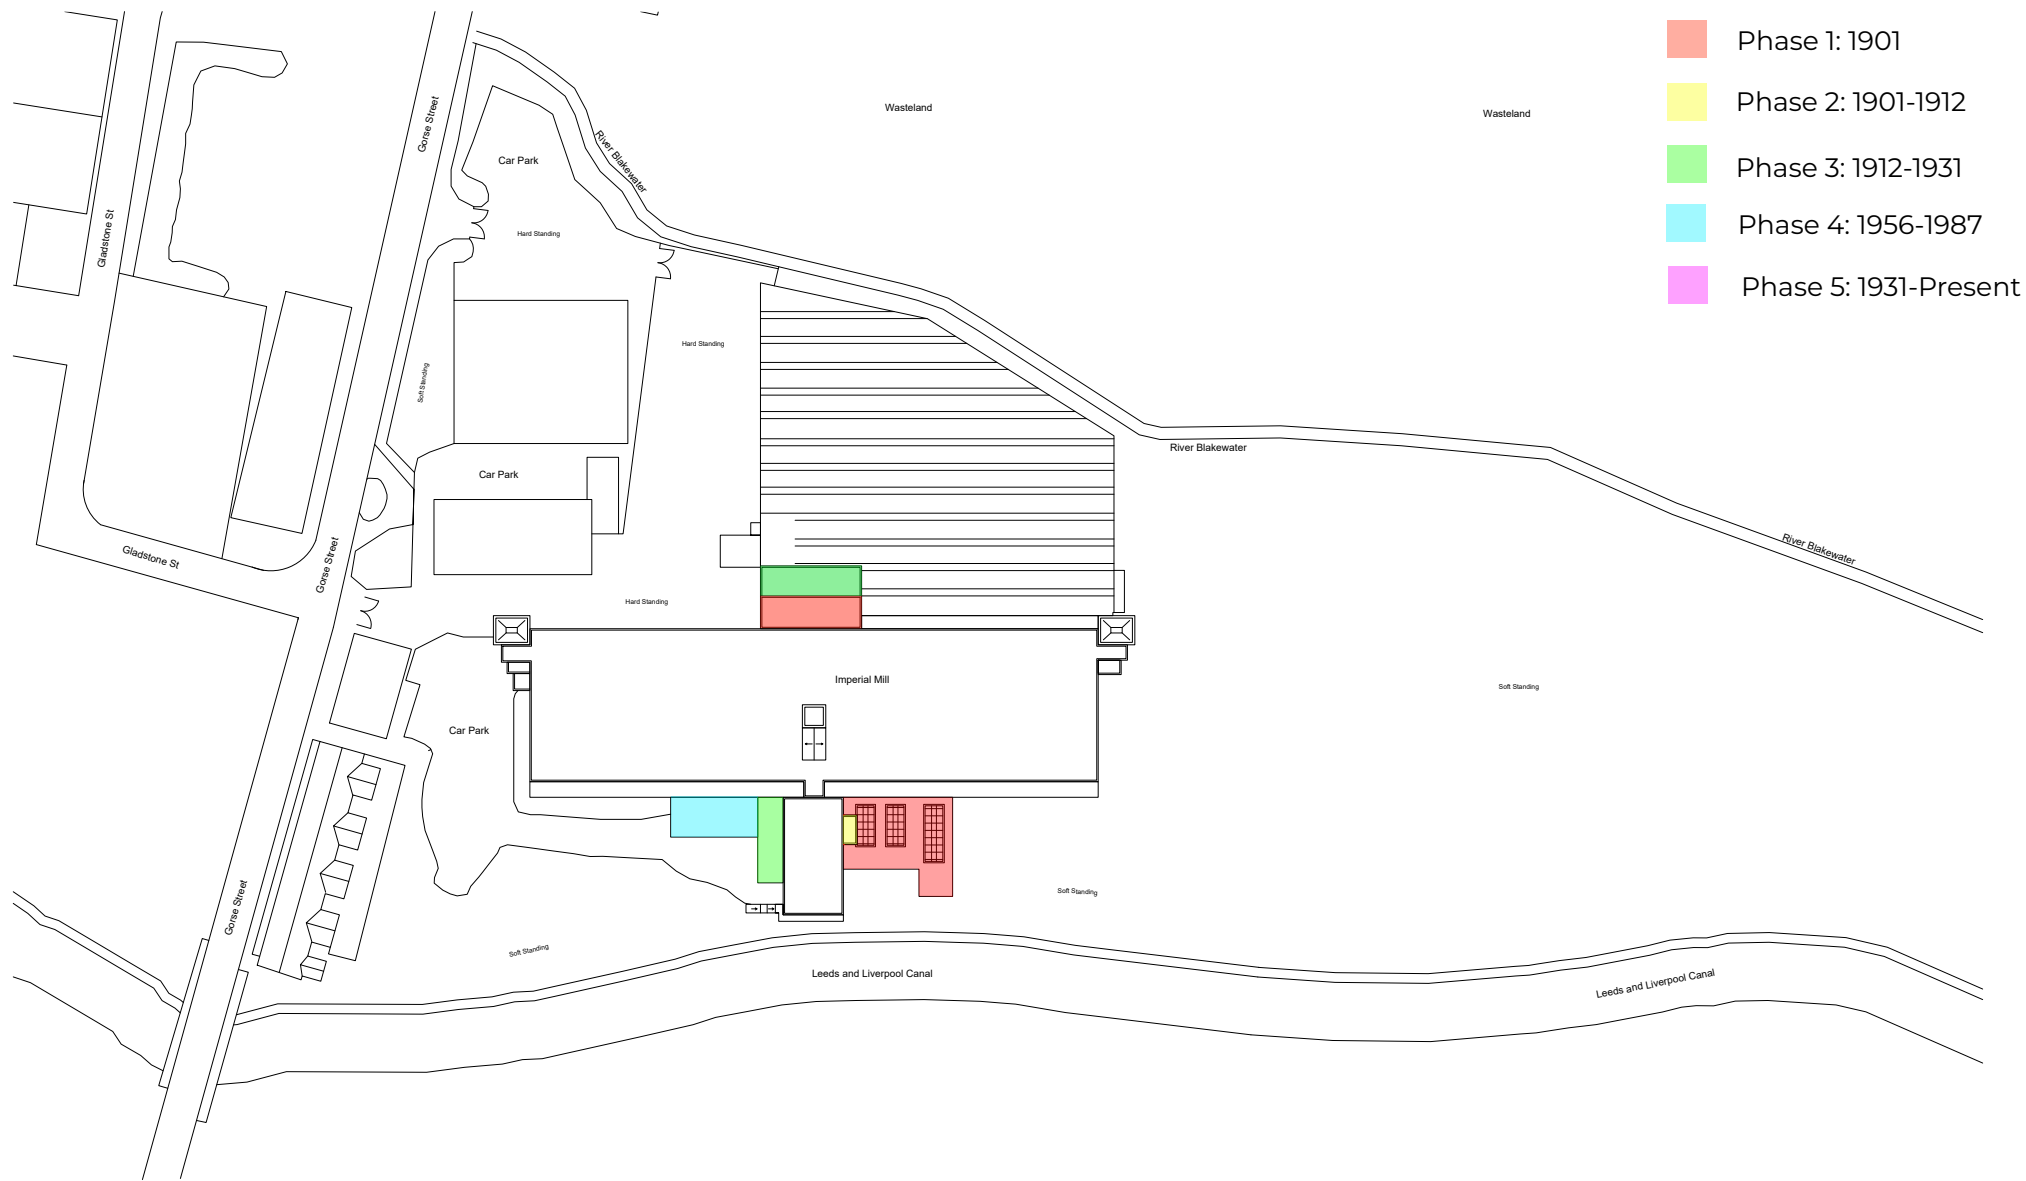 Phase 1: 1901
Phase 2: 1901-1912
Phase 3: 1912-1931
Phase 4: 1956-1987
Phase 5: 1931-Present
Wasteland
Wasteland
Gorse Street
River Blakewater
Car Park
Gladstone St
Hard Standing
Hard Standing
Soft Standing
River Blakewater
Car Park
River Blakewater
Gladstone St
Gorse Street
Hard Standing
Imperial Mill
Soft Standing
Car Park
Soft Standing
Gorse Street
Soft Standing
Leeds and Liverpool Canal
Leeds and Liverpool Canal